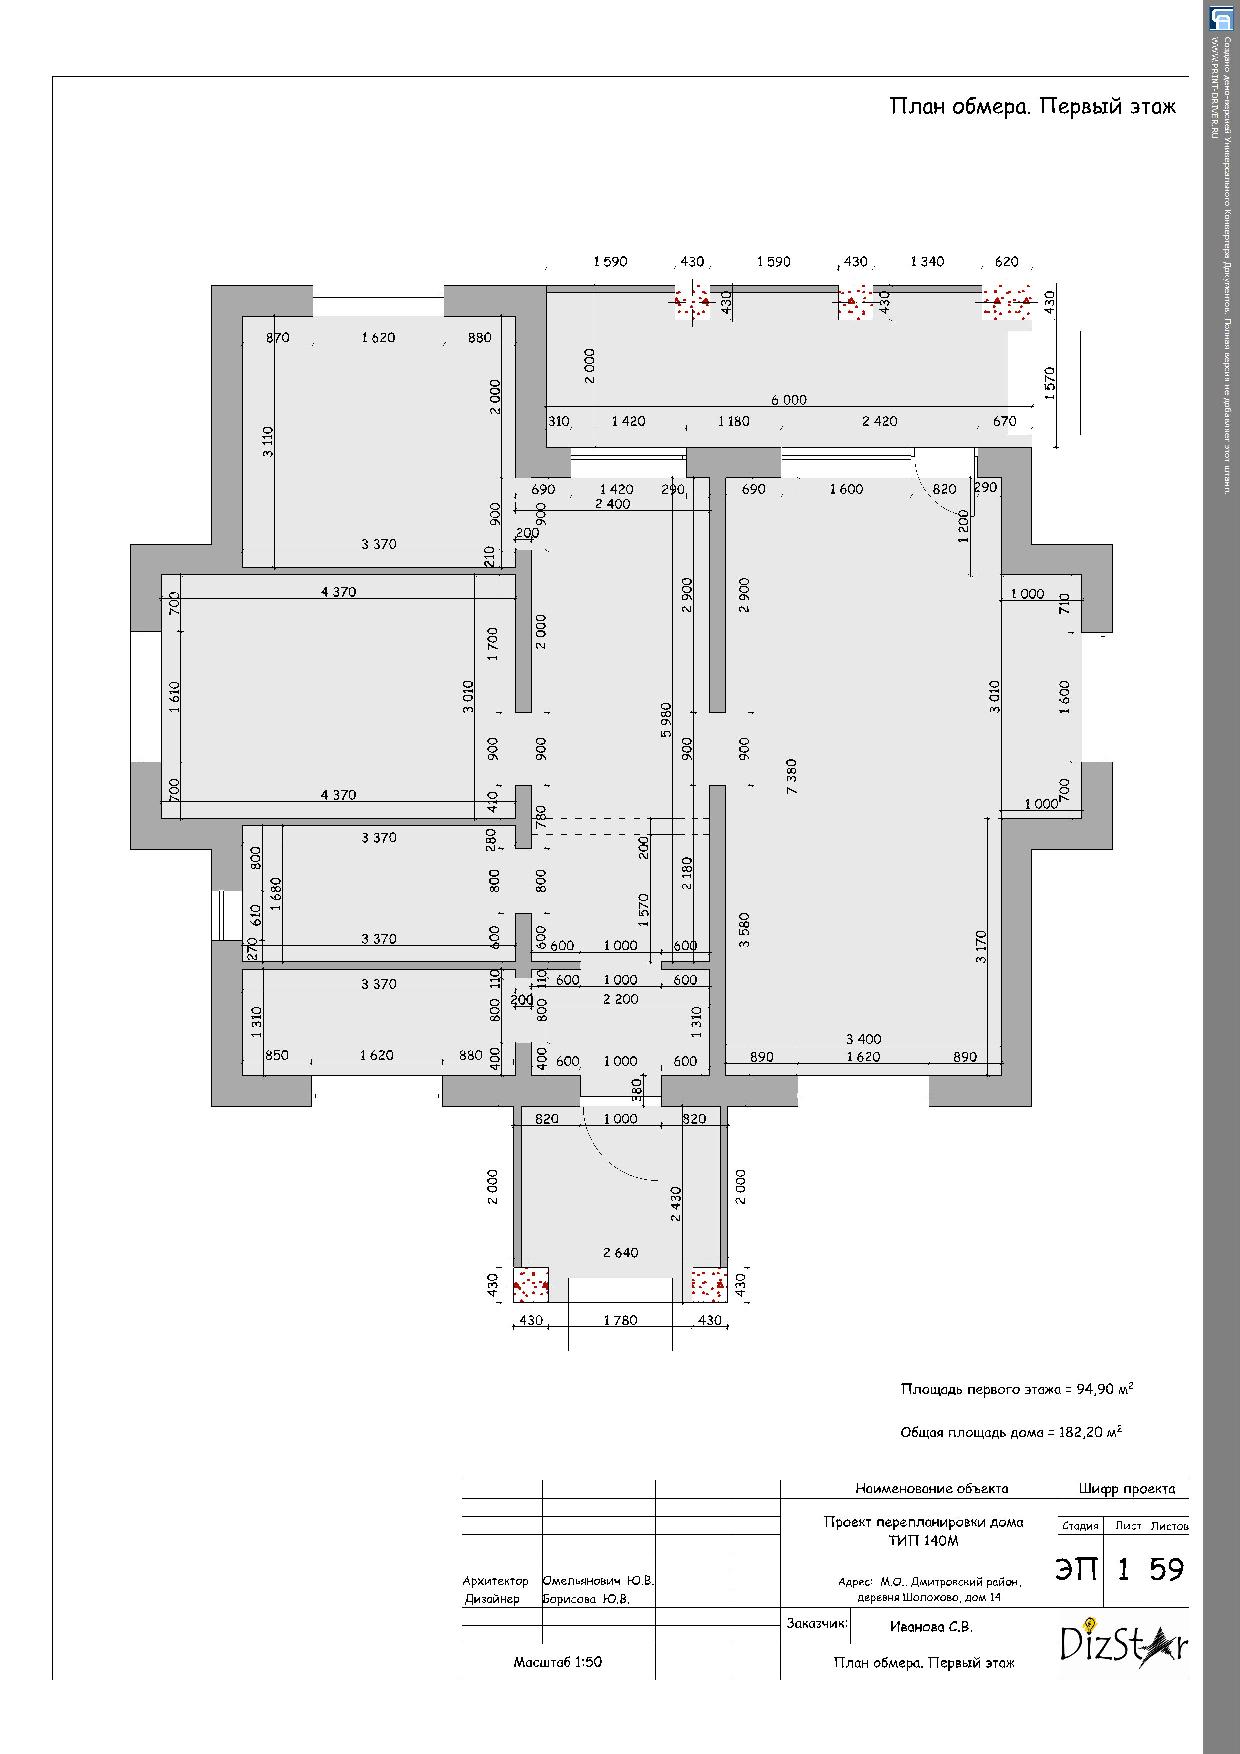 План обмера. Первый этаж
Создано демо-версией Универсального Конвертера Документов. Полная версия не добавляет этот штамп.
WWW.PRINT-DRIVER.RU
1 590 430 1 590 430 1 340 620
430 430 430
870 1 620 880
2 000 2 000 1 570
6 000
310 1 420 1 180 2 420 670
3 110
690 1 420 290 690 1 600 820 290
2 400
900 900 1 200
200
3 370 210
4 370 1 000
700 2 900 2 900 710
2 000
1 700
1 610 3 010 5 980 3 010 1 600
900 900 900 900
7 380
4 370 700 410 1 000 700
780
3 370 280
800 200
1 680 800 800 2 180
610 1 570 3 580
3 370 600 600 3 170
270 600 1 000 600
3 370 110 110 600 1 000 600
200 2 200
1 310 800 800 1 310
3 400
850 1 620 880 400 400 600 1 000 600 890 1 620 890
380
820 1 000 820
2 000 2 430 2 000
2 640
430 430
430 1 780 430
Площадь первого этажа = 94,90 м²
Общая площадь дома = 182,20 м²
Наименование объекта Шифр проекта
Проект перепланировки дома
ТИП 140М
Стадия Лист Листов
ЭП 1 59
Архитектор Омельянович Ю.В.
Дизайнер Борисова Ю.В.
Адрес: М.О., Дмитровский район,
деревня Шолохово, дом 14
Заказчик: Иванова С.В.
DizStar
Масштаб 1:50 План обмера. Первый этаж